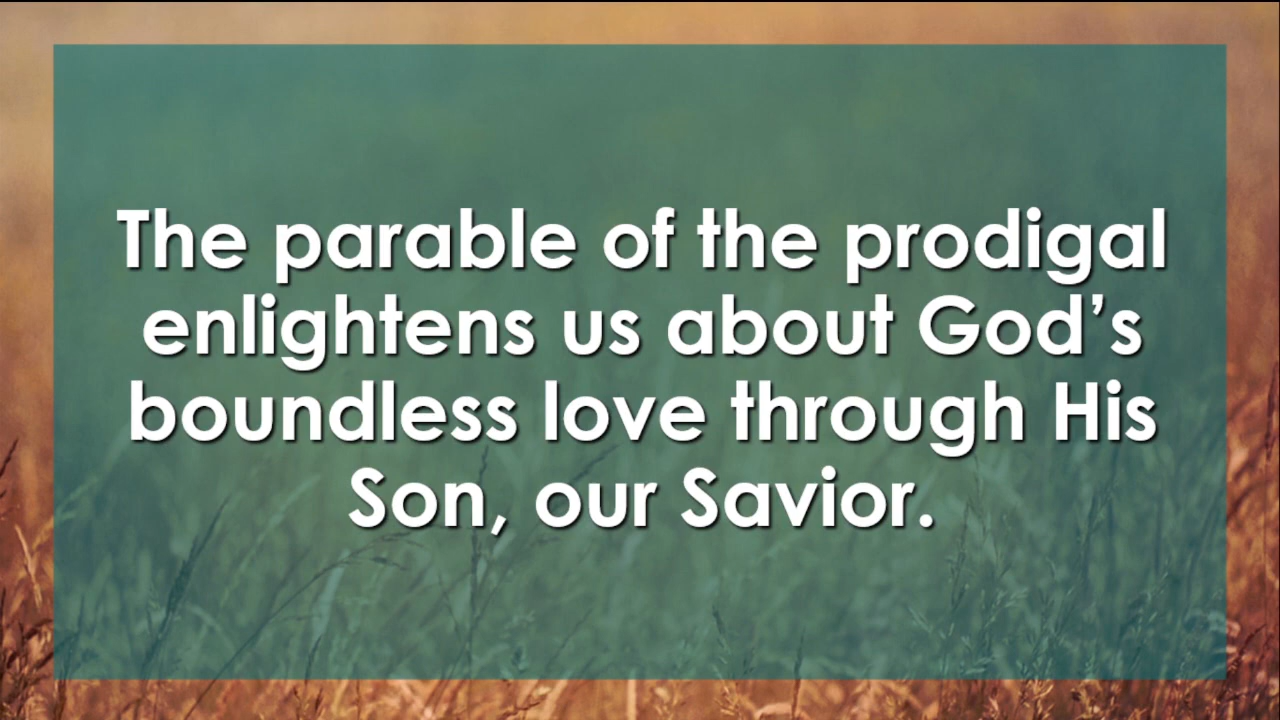 The parable of the prodigal
enlightens us about God’s
boundless love through His
Son, our Savior.